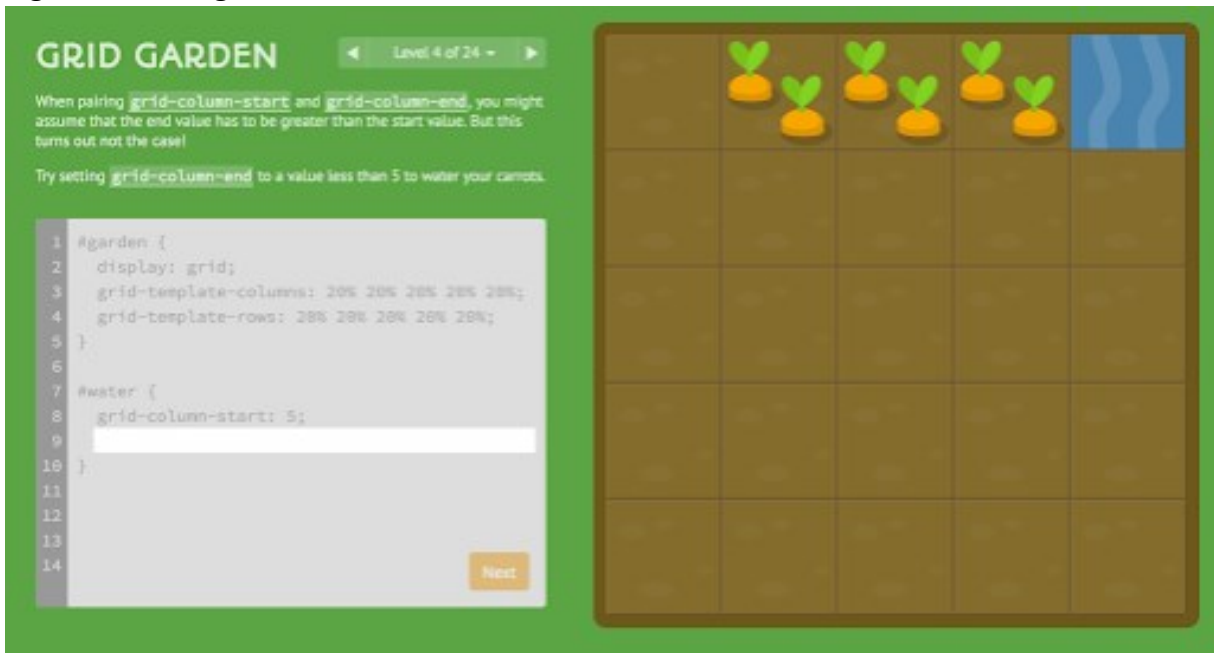 GRID GARDEN
◀ Level 4 of 24 ▾ ▶
When pairing grid-column-start and grid-column-end, you might
assume that the end value has to be greater than the start value. But this
turns out not the case!
Try setting grid-column-end to a value less than 5 to water your carrots.
1 #garden {
2 display: grid;
3 grid-template-columns: 20% 20% 20% 20% 20%;
4 grid-template-rows: 20% 20% 20% 20% 20%;
5 }
6
7 #water {
8 grid-column-start: 5;
9
10 }
11
12
13
14
Next